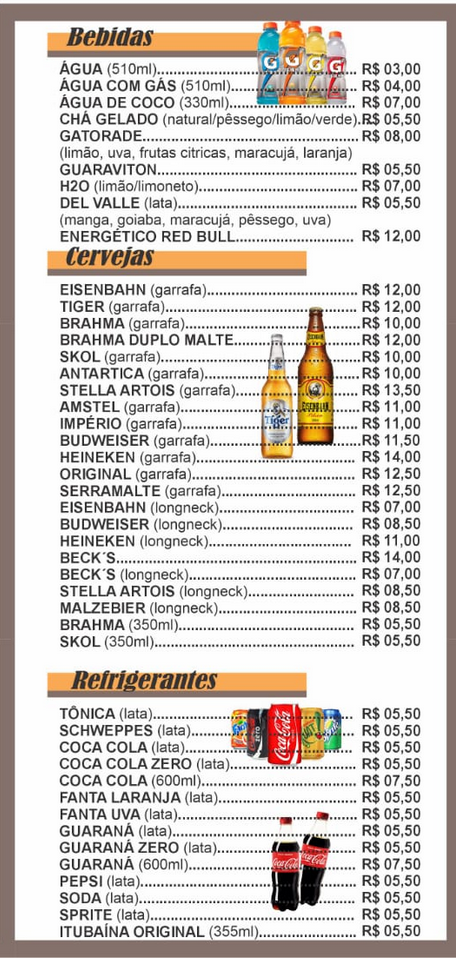 Bebidas
ÁGUA (510ml)........................................ R$ 03,00
ÁGUA COM GÁS (510ml)........................ R$ 04,00
ÁGUA DE COCO (330ml)........................ R$ 07,00
CHÁ GELADO (natural/pêssego/limão/verde).R$ 05,50
GATORADE............................................ R$ 08,00
(limão, uva, frutas citricas, maracujá, laranja)
GUARAVITON........................................ R$ 05,50
H2O (limão/limoneto)................................ R$ 07,00
DEL VALLE (lata)..................................... R$ 05,50
(manga, goiaba, maracujá, pêssego, uva)
ENERGÉTICO RED BULL........................ R$ 12,00
Cervejas
EISENBAHN (garrafa)............................... R$ 12,00
TIGER (garrafa)........................................ R$ 12,00
BRAHMA (garrafa)................................... R$ 10,00
BRAHMA DUPLO MALTE........................ R$ 12,00
SKOL (garrafa)......................................... R$ 10,00
ANTARTICA (garrafa)............................... R$ 10,00
STELLA ARTOIS (garrafa)........................ R$ 13,50
AMSTEL (garrafa).................................... R$ 11,00
IMPÉRIO (garrafa)................................... R$ 11,00
BUDWEISER (garrafa)............................. R$ 11,50
HEINEKEN (garrafa)................................ R$ 14,00
ORIGINAL (garrafa)................................. R$ 12,50
SERRAMALTE (garrafa).......................... R$ 12,50
EISENBAHN (longneck)........................... R$ 07,00
BUDWEISER (longneck).......................... R$ 08,50
HEINEKEN (longneck)............................. R$ 11,00
BECK´S................................................... R$ 14,00
BECK´S (longneck).................................. R$ 07,00
STELLA ARTOIS (longneck)..................... R$ 08,50
MALZEBIER (longneck)........................... R$ 08,50
BRAHMA (350ml)..................................... R$ 05,50
SKOL (350ml).......................................... R$ 05,50
Refrigerantes
TÔNICA (lata).......................................... R$ 05,50
SCHWEPPES (lata)................................. R$ 05,50
COCA COLA (lata)................................... R$ 05,50
COCA COLA ZERO (lata)......................... R$ 05,50
COCA COLA (600ml)............................... R$ 07,50
FANTA LARANJA (lata)........................... R$ 05,50
FANTA UVA (lata).................................... R$ 05,50
GUARANÁ (lata)...................................... R$ 05,50
GUARANÁ ZERO (lata)............................ R$ 05,50
GUARANÁ (600ml).................................. R$ 07,50
PEPSI (lata)............................................. R$ 05,50
SODA (lata)............................................. R$ 05,50
SPRITE (lata)........................................... R$ 05,50
ITUBAÍNA ORIGINAL (355ml)................... R$ 05,50
G G G G
Tiger
EISENBAHN
Coca-Cola
Coca-Cola
Coca-Cola